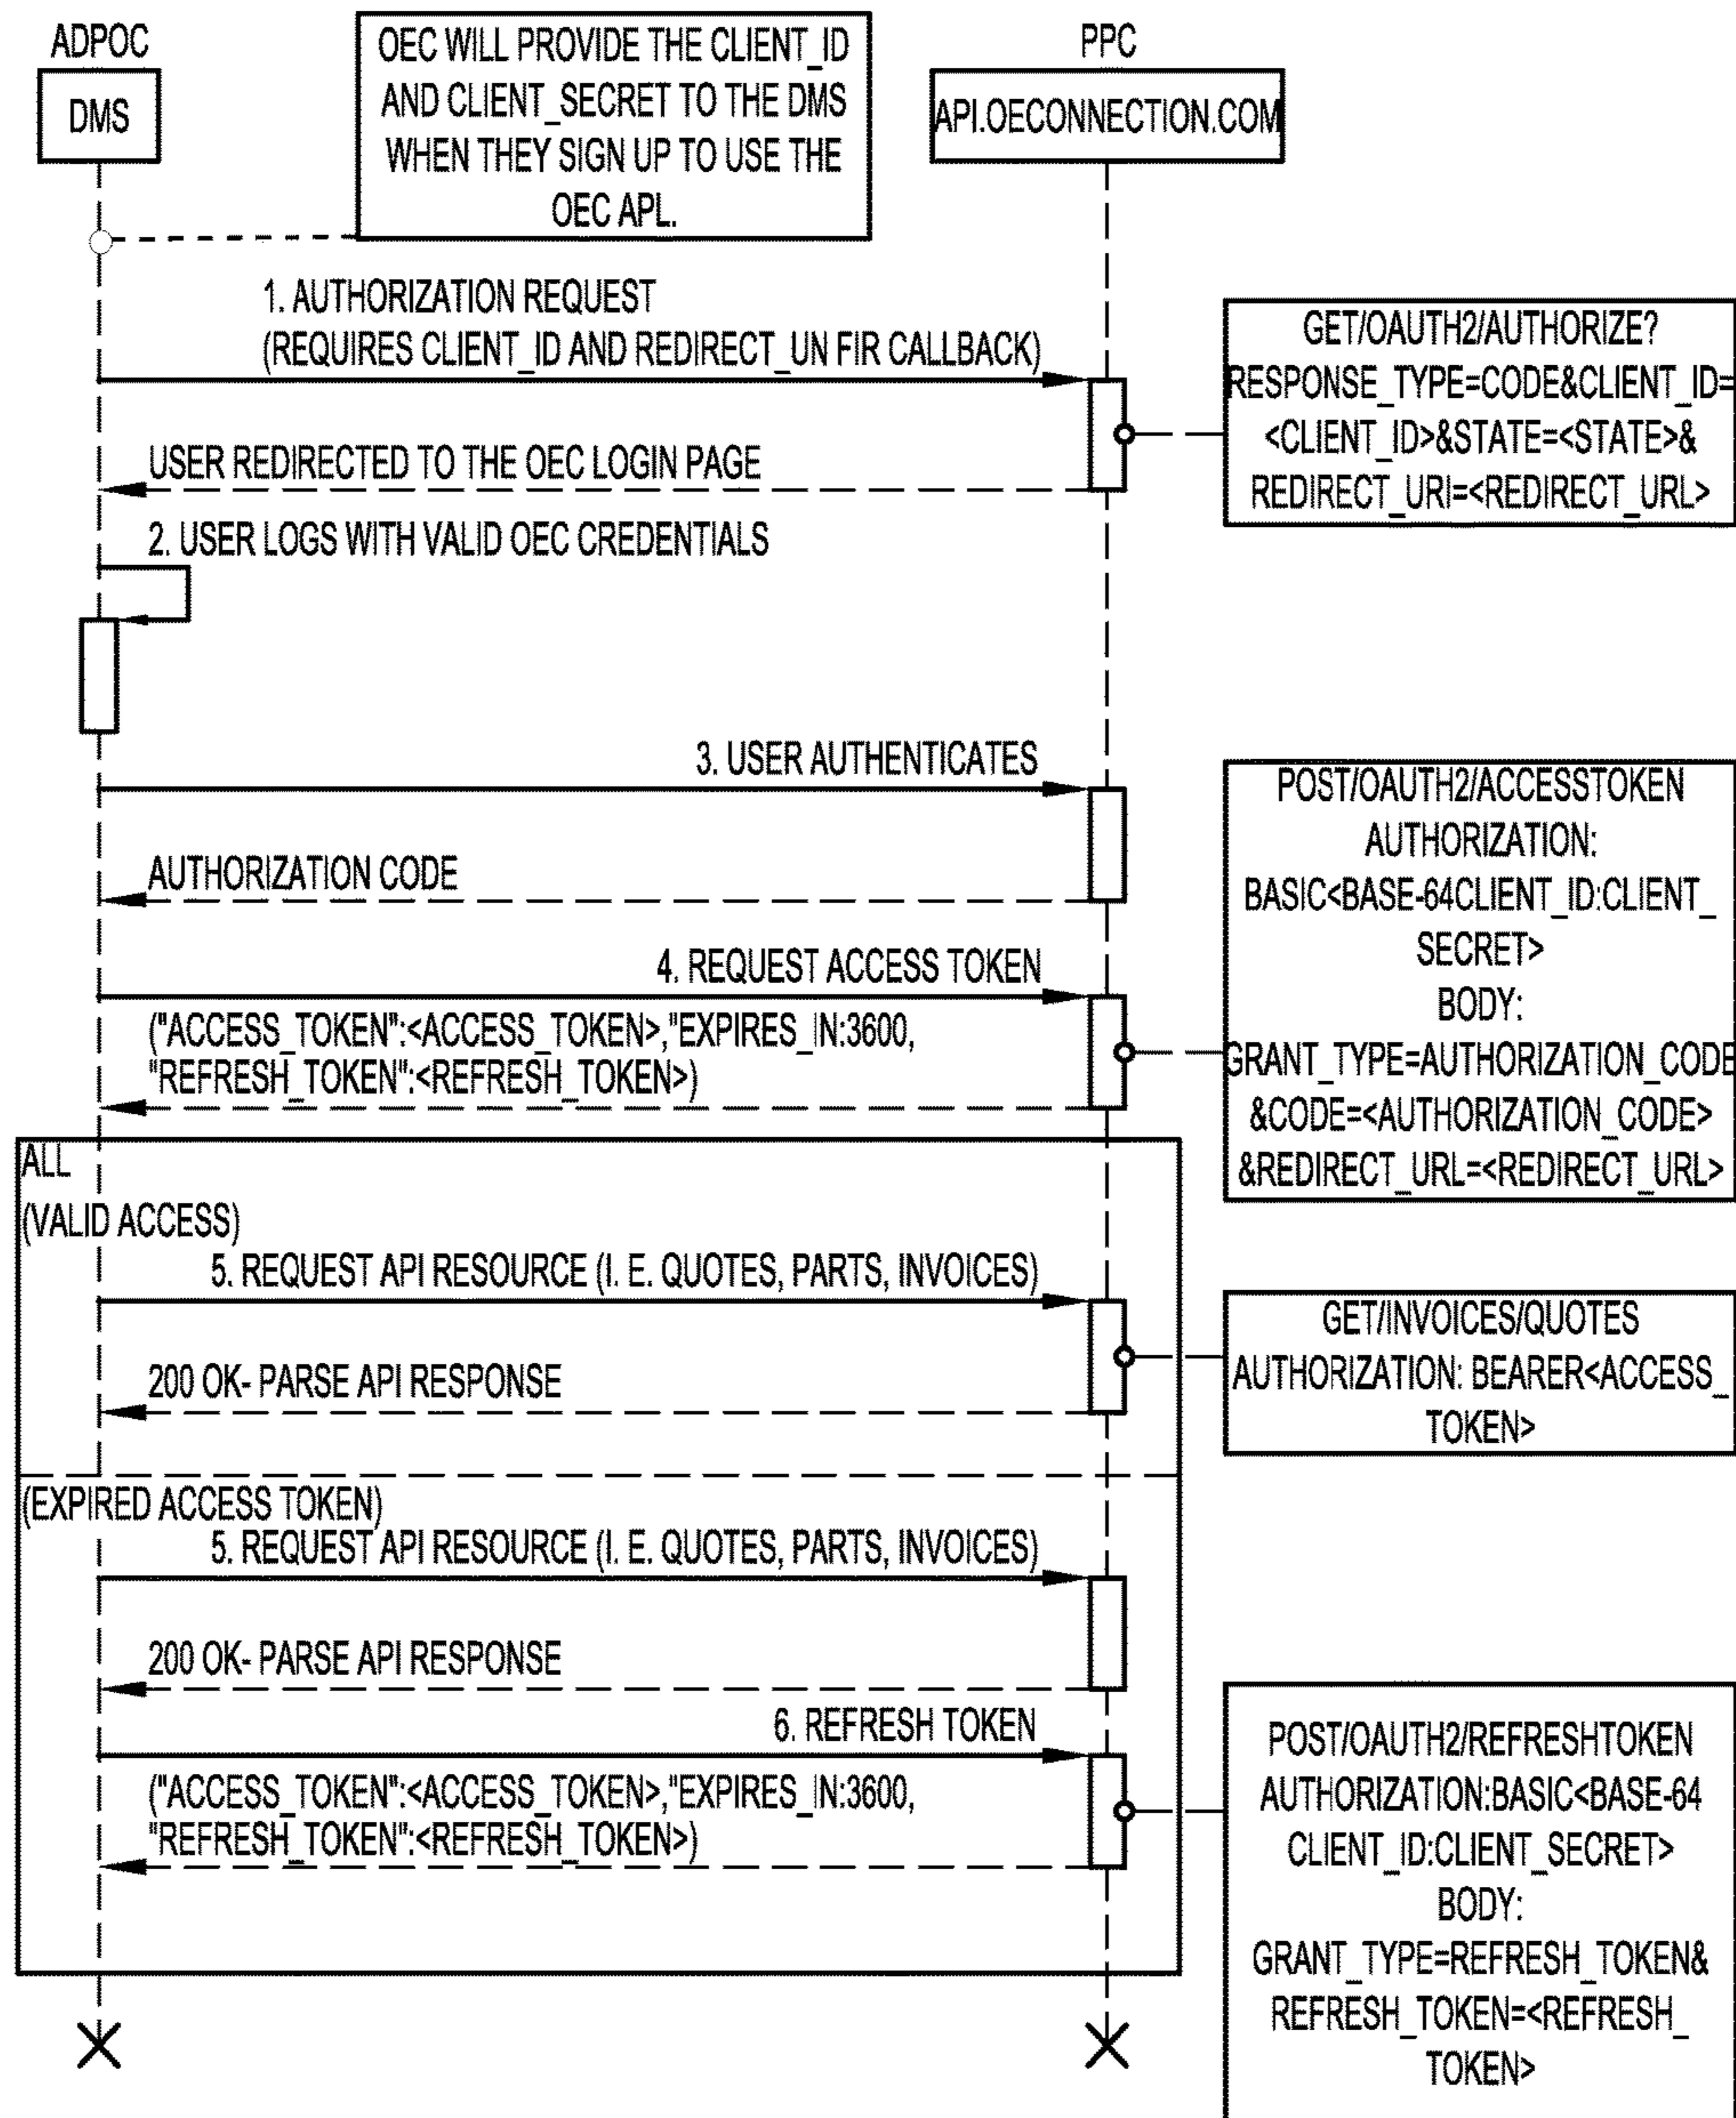 ADPOC
DMS
OEC WILL PROVIDE THE CLIENT_ID
AND CLIENT_SECRET TO THE DMS
WHEN THEY SIGN UP TO USE THE
OEC APL.
PPC
API.OECONNECTION.COM
1. AUTHORIZATION REQUEST
(REQUIRES CLIENT_ID AND REDIRECT_UN FIR CALLBACK)
GET/OAUTH2/AUTHORIZE?
RESPONSE_TYPE=CODE&CLIENT_ID=
<CLIENT_ID>&STATE=<STATE>&
REDIRECT_URI=<REDIRECT_URL>
USER REDIRECTED TO THE OEC LOGIN PAGE
2. USER LOGS WITH VALID OEC CREDENTIALS
3. USER AUTHENTICATES
AUTHORIZATION CODE
4. REQUEST ACCESS TOKEN
("ACCESS_TOKEN":<ACCESS_TOKEN>,"EXPIRES_IN:3600,
"REFRESH_TOKEN":<REFRESH_TOKEN>)
POST/OAUTH2/ACCESSTOKEN
AUTHORIZATION:
BASIC<BASE-64CLIENT_ID:CLIENT_
SECRET>
BODY:
GRANT_TYPE=AUTHORIZATION_CODE
&CODE=<AUTHORIZATION_CODE>
&REDIRECT_URL=<REDIRECT_URL>
ALL
(VALID ACCESS)
5. REQUEST API RESOURCE (I. E. QUOTES, PARTS, INVOICES)
200 OK- PARSE API RESPONSE
GET/INVOICES/QUOTES
AUTHORIZATION: BEARER<ACCESS_
TOKEN>
(EXPIRED ACCESS TOKEN)
5. REQUEST API RESOURCE (I. E. QUOTES, PARTS, INVOICES)
200 OK- PARSE API RESPONSE
6. REFRESH TOKEN
("ACCESS_TOKEN":<ACCESS_TOKEN>,"EXPIRES_IN:3600,
"REFRESH_TOKEN":<REFRESH_TOKEN>)
POST/OAUTH2/REFRESHTOKEN
AUTHORIZATION:BASIC<BASE-64
CLIENT_ID:CLIENT_SECRET>
BODY:
GRANT_TYPE=REFRESH_TOKEN&
REFRESH_TOKEN=<REFRESH_
TOKEN>